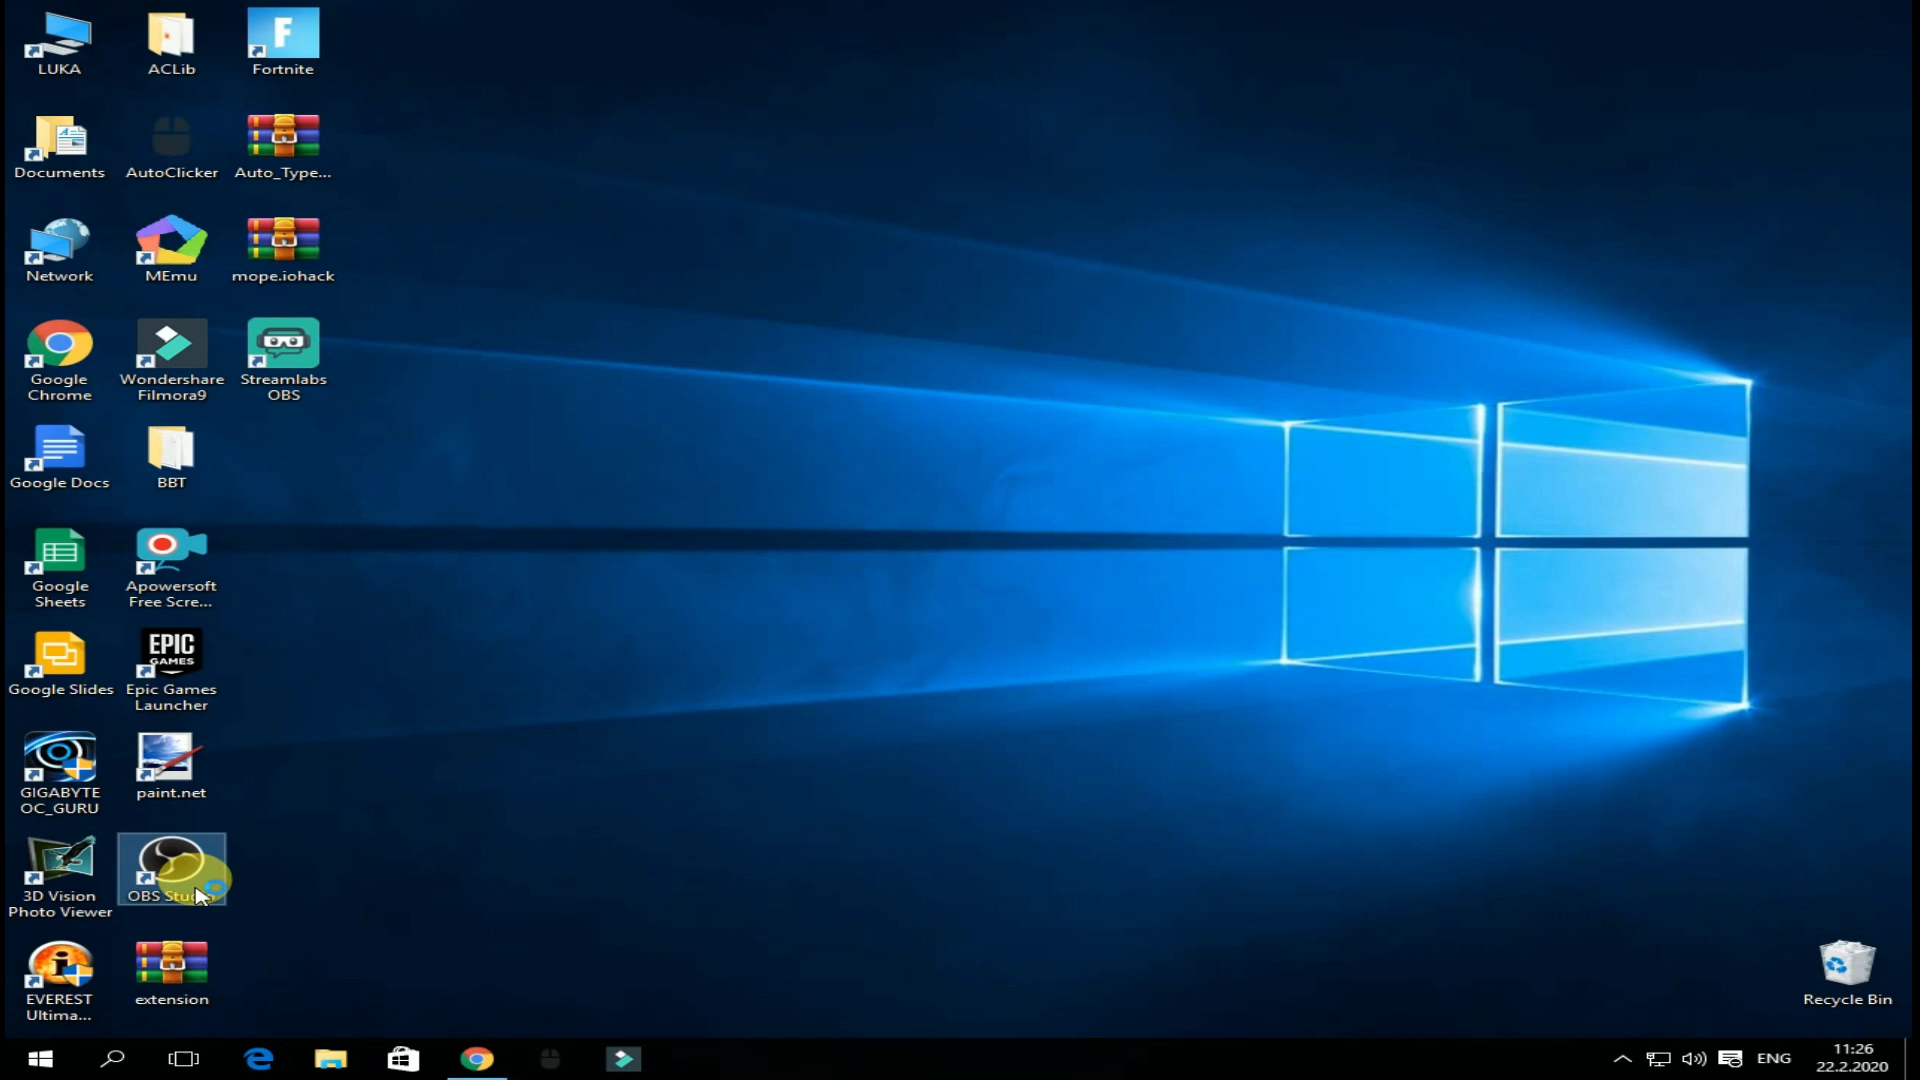 LUKA
ACLib
Fortnite
Documents
AutoClicker
Auto_Type...
Network
MEmu
mope.iohack
Google
Chrome
Wondershare
Filmora9
Streamlabs
OBS
Google Docs
BBT
Google
Sheets
Apowersoft
Free Scre...
EPIC
GAMES
Google Slides
Epic Games
Launcher
GIGABYTE
OC_GURU
paint.net
3D Vision
Photo Viewer
OBS
EVEREST
Ultima...
extension
Recycle Bin
ENG
11:26
22.2.2020